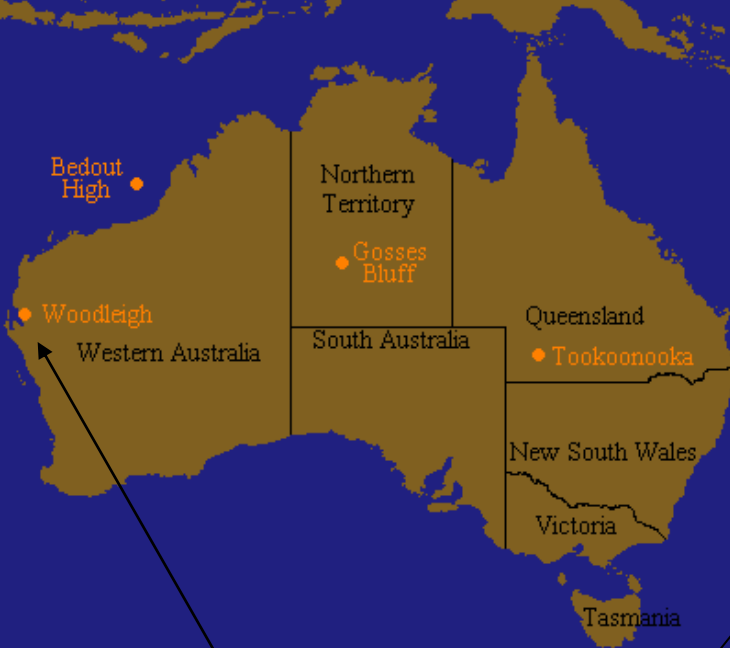 Bedout
High
Northern
Territory
Gosses
Bluff
Woodleigh
Queensland
South Australia
Western Australia
Tookoonooka
New South Wales
Victoria
Tasmania